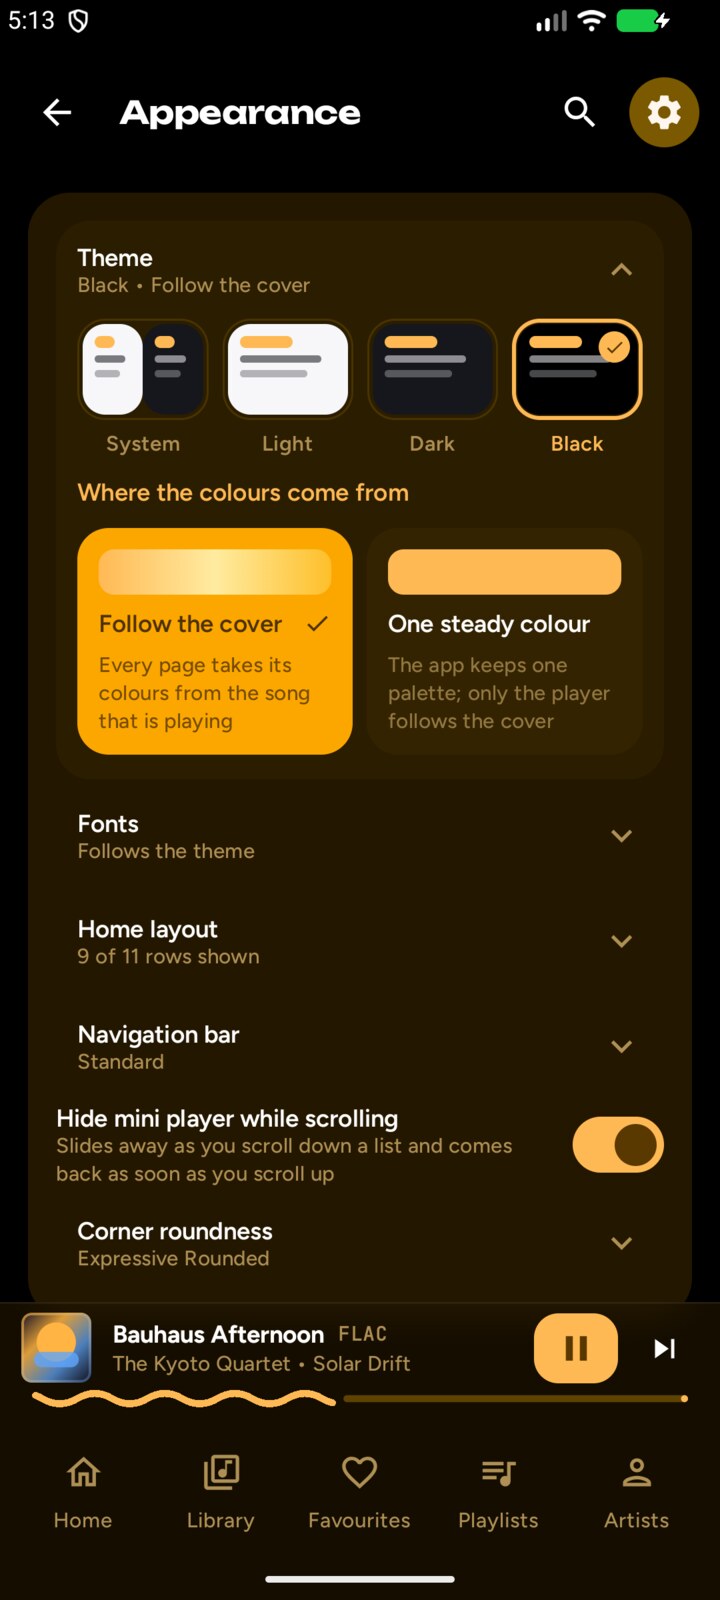 5:13
Appearance
Theme
Black • Follow the cover
System
Light
Dark
Black
Where the colours come from
Follow the cover
Every page takes its
colours from the song
that is playing
One steady colour
The app keeps one
palette; only the player
follows the cover
Fonts
Follows the theme
Home layout
9 of 11 rows shown
Navigation bar
Standard
Hide mini player while scrolling
Slides away as you scroll down a list and comes
back as soon as you scroll up
Corner roundness
Expressive Rounded
Bauhaus Afternoon FLAC
The Kyoto Quartet • Solar Drift
Home
Library
Favourites
Playlists
Artists